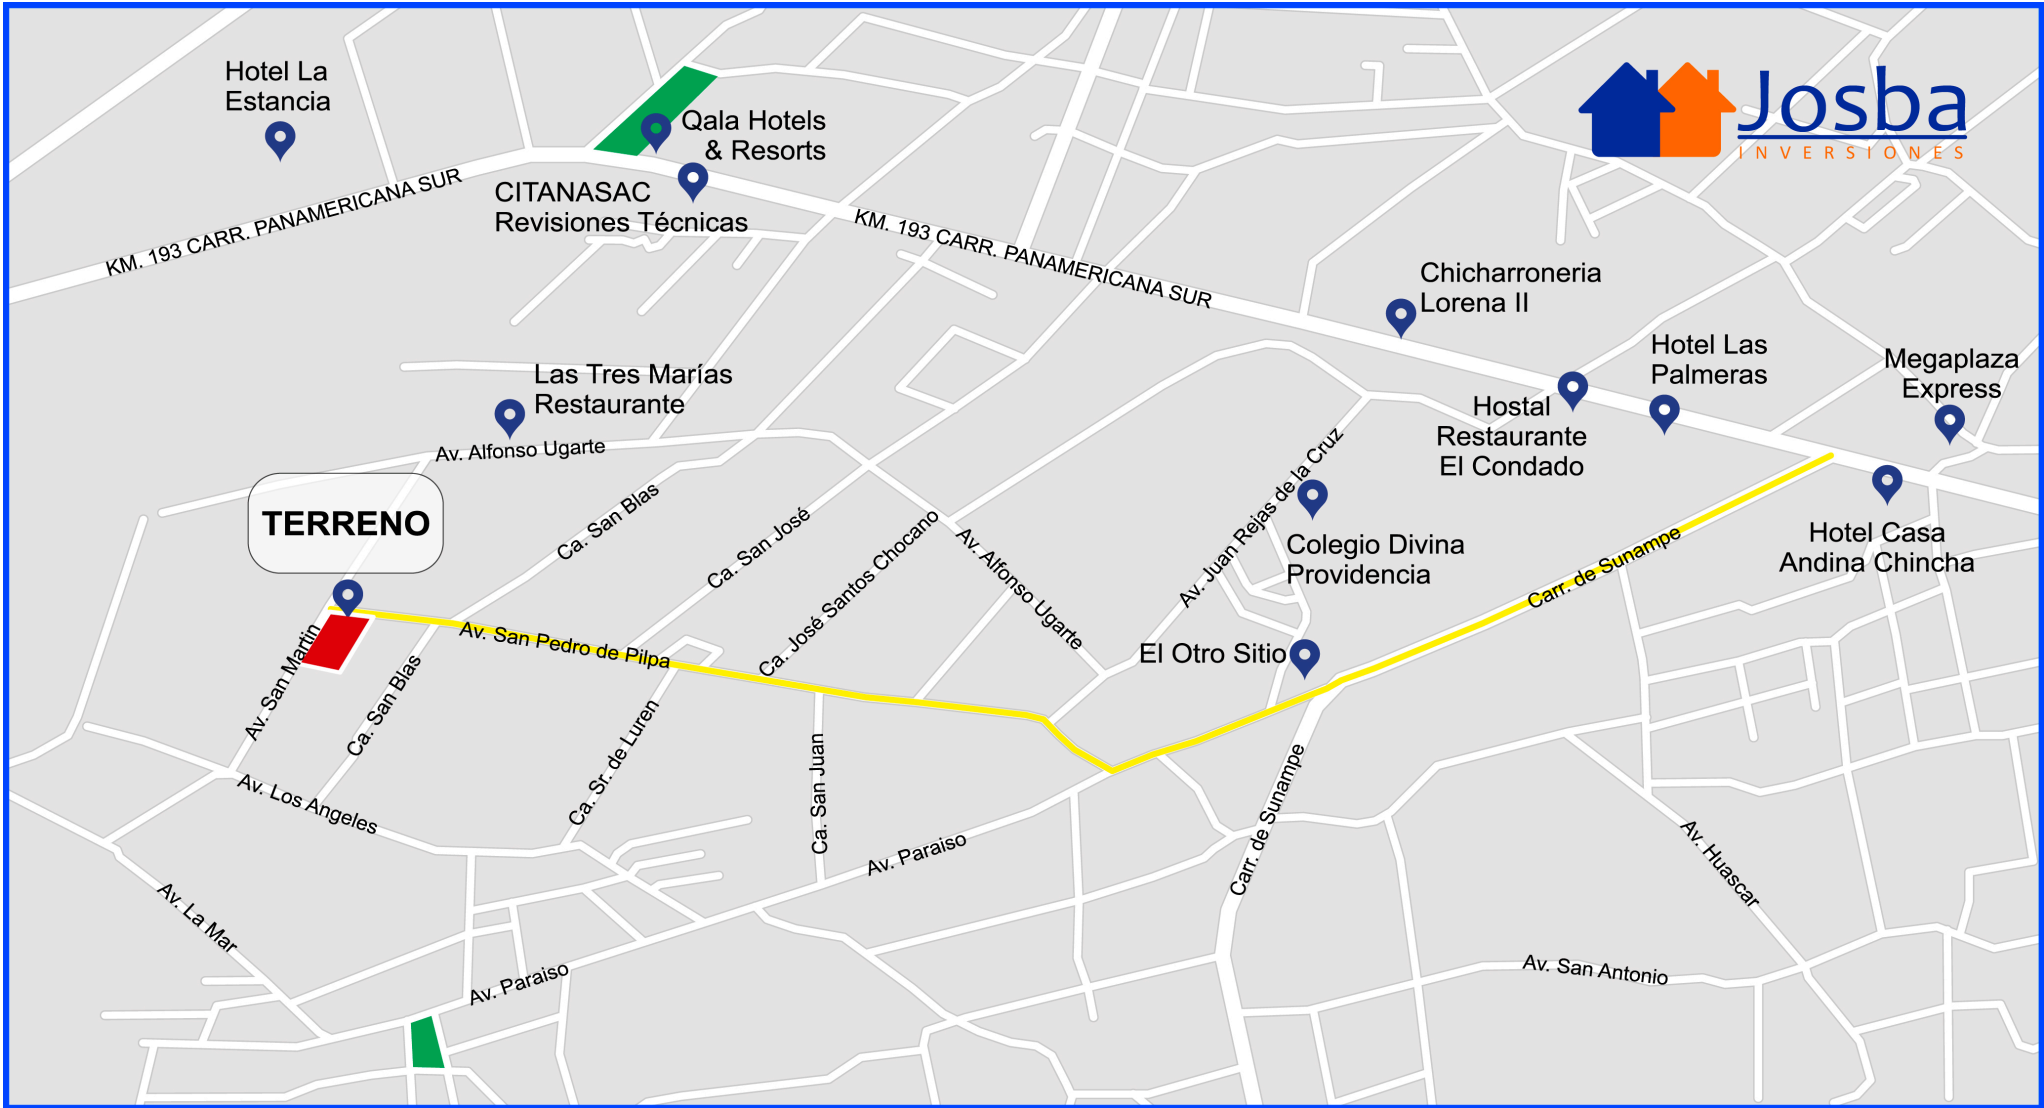 Hotel La
Estancia
Qala Hotels
& Resorts
Josba
INVERSIONES
CITANASAC
Revisiones Técnicas
KM. 193 CARR. PANAMERICANA SUR
KM. 193 CARR. PANAMERICANA SUR
Chicharroneria
Lorena II
Hotel Las
Palmeras
Megaplaza
Express
Las Tres Marías
Restaurante
Hostal
Restaurante
El Condado
Av. Alfonso Ugarte
TERRENO
Ca. San Blas
Ca. San José
Ca. José Santos Chocano
Av. Alfonso Ugarte
Av. Juan Rejas de la Cruz
Colegio Divina
Providencia
Carr. de Sunampe
Hotel Casa
Andina Chincha
Av. San Martin
Av. San Pedro de Pilpa
El Otro Sitio
Ca. San Blas
Ca. Sr. de Luren
Ca. San Juan
Av. Los Angeles
Av. Paraiso
Carr. de Sunampe
Av. Huascar
Av. La Mar
Av. Paraiso
Av. San Antonio